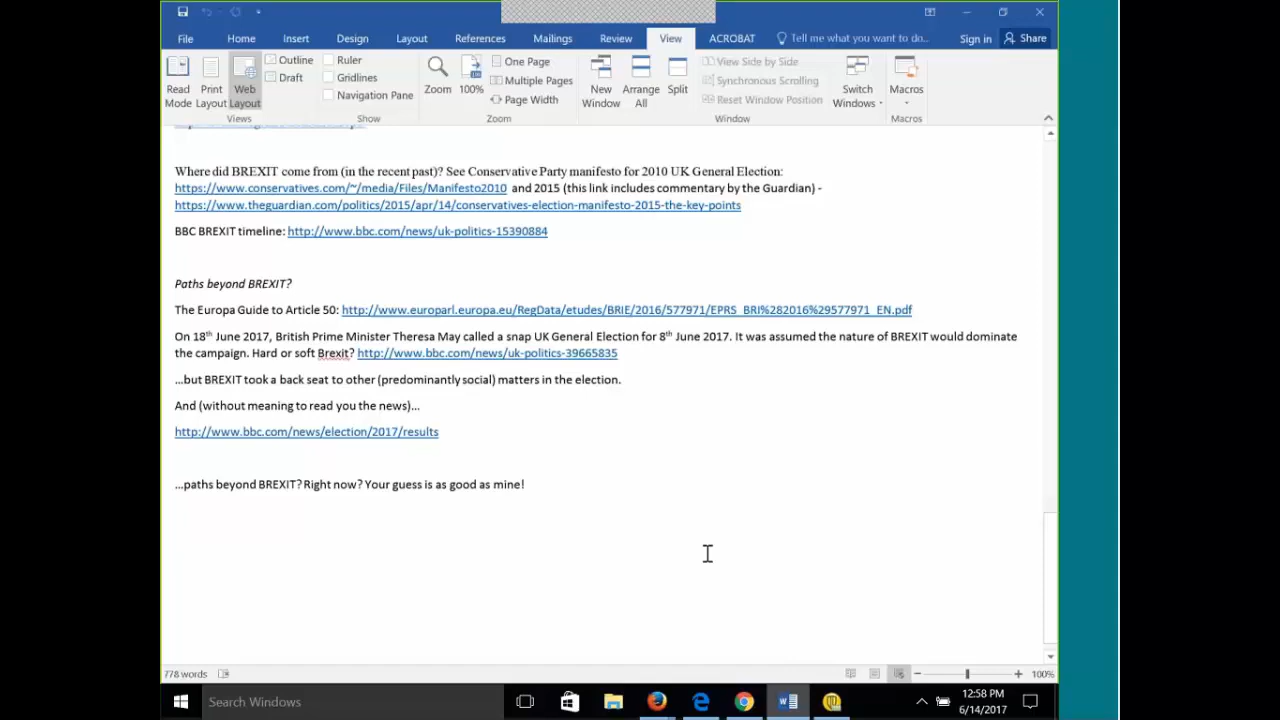 File Home Insert Design Layout References Mailings Review View ACROBAT Tell me what you want to do... Sign in Share
Read Mode
Print Layout
Web Layout
Outline
Draft
Views
Ruler
Gridlines
Navigation Pane
Show
Zoom
100%
One Page
Multiple Pages
Page Width
Zoom
New Window
Arrange All
Split
View Side by Side
Synchronous Scrolling
Reset Window Position
Window
Switch Windows
Macros
Macros
Where did BREXIT come from (in the recent past)? See Conservative Party manifesto for 2010 UK General Election:
https://www.conservatives.com/~/media/Files/Manifesto2010 and 2015 (this link includes commentary by the Guardian) -
https://www.theguardian.com/politics/2015/apr/14/conservatives-election-manifesto-2015-the-key-points
BBC BREXIT timeline: http://www.bbc.com/news/uk-politics-15390884
Paths beyond BREXIT?
The Europa Guide to Article 50: http://www.europarl.europa.eu/RegData/etudes/BRIE/2016/577971/EPRS_BRI%282016%29577971_EN.pdf
On 18th June 2017, British Prime Minister Theresa May called a snap UK General Election for 8th June 2017. It was assumed the nature of BREXIT would dominate
the campaign. Hard or soft Brexit? http://www.bbc.com/news/uk-politics-39665835
…but BREXIT took a back seat to other (predominantly social) matters in the election.
And (without meaning to read you the news)…
http://www.bbc.com/news/election/2017/results
…paths beyond BREXIT? Right now? Your guess is as good as mine!
778 words
100%
Search Windows
12:58 PM
6/14/2017